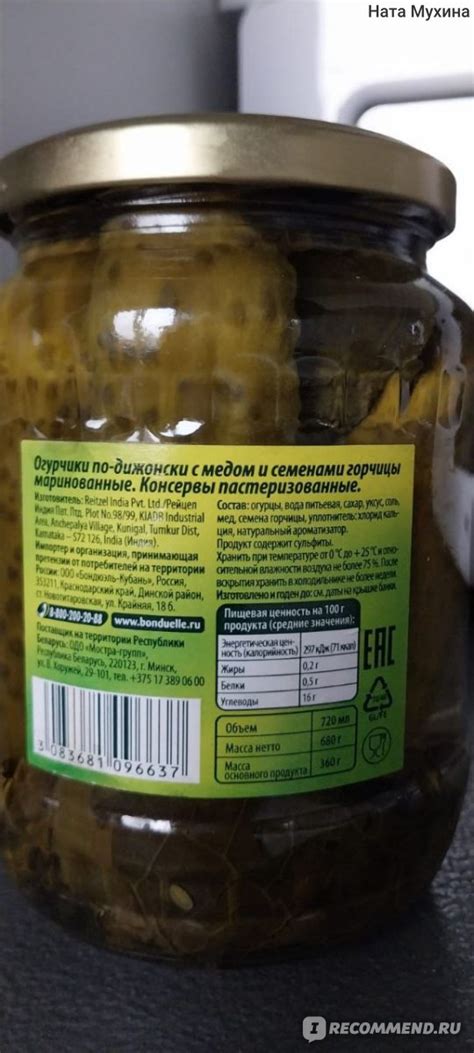 Ната Мухина
Огурчики по-дижонски с медом и семенами горчицы
маринованные. Консервы пастеризованные.
Изготовитель: Reitzel India Pvt. Ltd./Рейцел
Индия Пвт. Лтд. Plot No.98/99, KIADB Industrial
Area, Anchepalya Village, Kunigal, Tumkur Dist,
Karnataka – 572 126, India (Индия).
Импортер и организация, принимающая
претензии от потребителей на территории
России: ООО «Бондюэль-Кубань», Россия,
353211, Краснодарский край, Динской район,
ст. Новотитаровская, ул. Крайняя, 18 б.
8-800-200-20-88 www.bonduelle.ru
Поставщик на территории Республики
Беларусь: ОДО «Мостра-групп»,
Республика Беларусь, 220123, г. Минск,
ул. В. Хоружей, 29-101, тел. +375 17 389 06 00
3 083681 096637
Состав: огурцы, вода питьевая, сахар, уксус, соль,
мед, семена горчицы, уплотнитель: хлорид каль-
ция, натуральный ароматизатор.
Продукт содержит сульфиты.
Хранить при температуре от 0 °C до + 25 °C и отно-
сительной влажности воздуха не более 75 %. После
вскрытия хранить в холодильнике не более недели.
Изготовлено и годен до: см. даты на крышке банки.
Пищевая ценность на 100 г
продукта (средние значения):
Энергетическая цен-
ность (калорийность) 297 кДж (71 ккал)
Жиры 0,2 г
Белки 0,5 г
Углеводы 16 г
EAC
Объем 720 мл
Масса нетто 680 г
Масса
основного продукта 360 г
GL/ГЕ
I RECOMMEND.RU